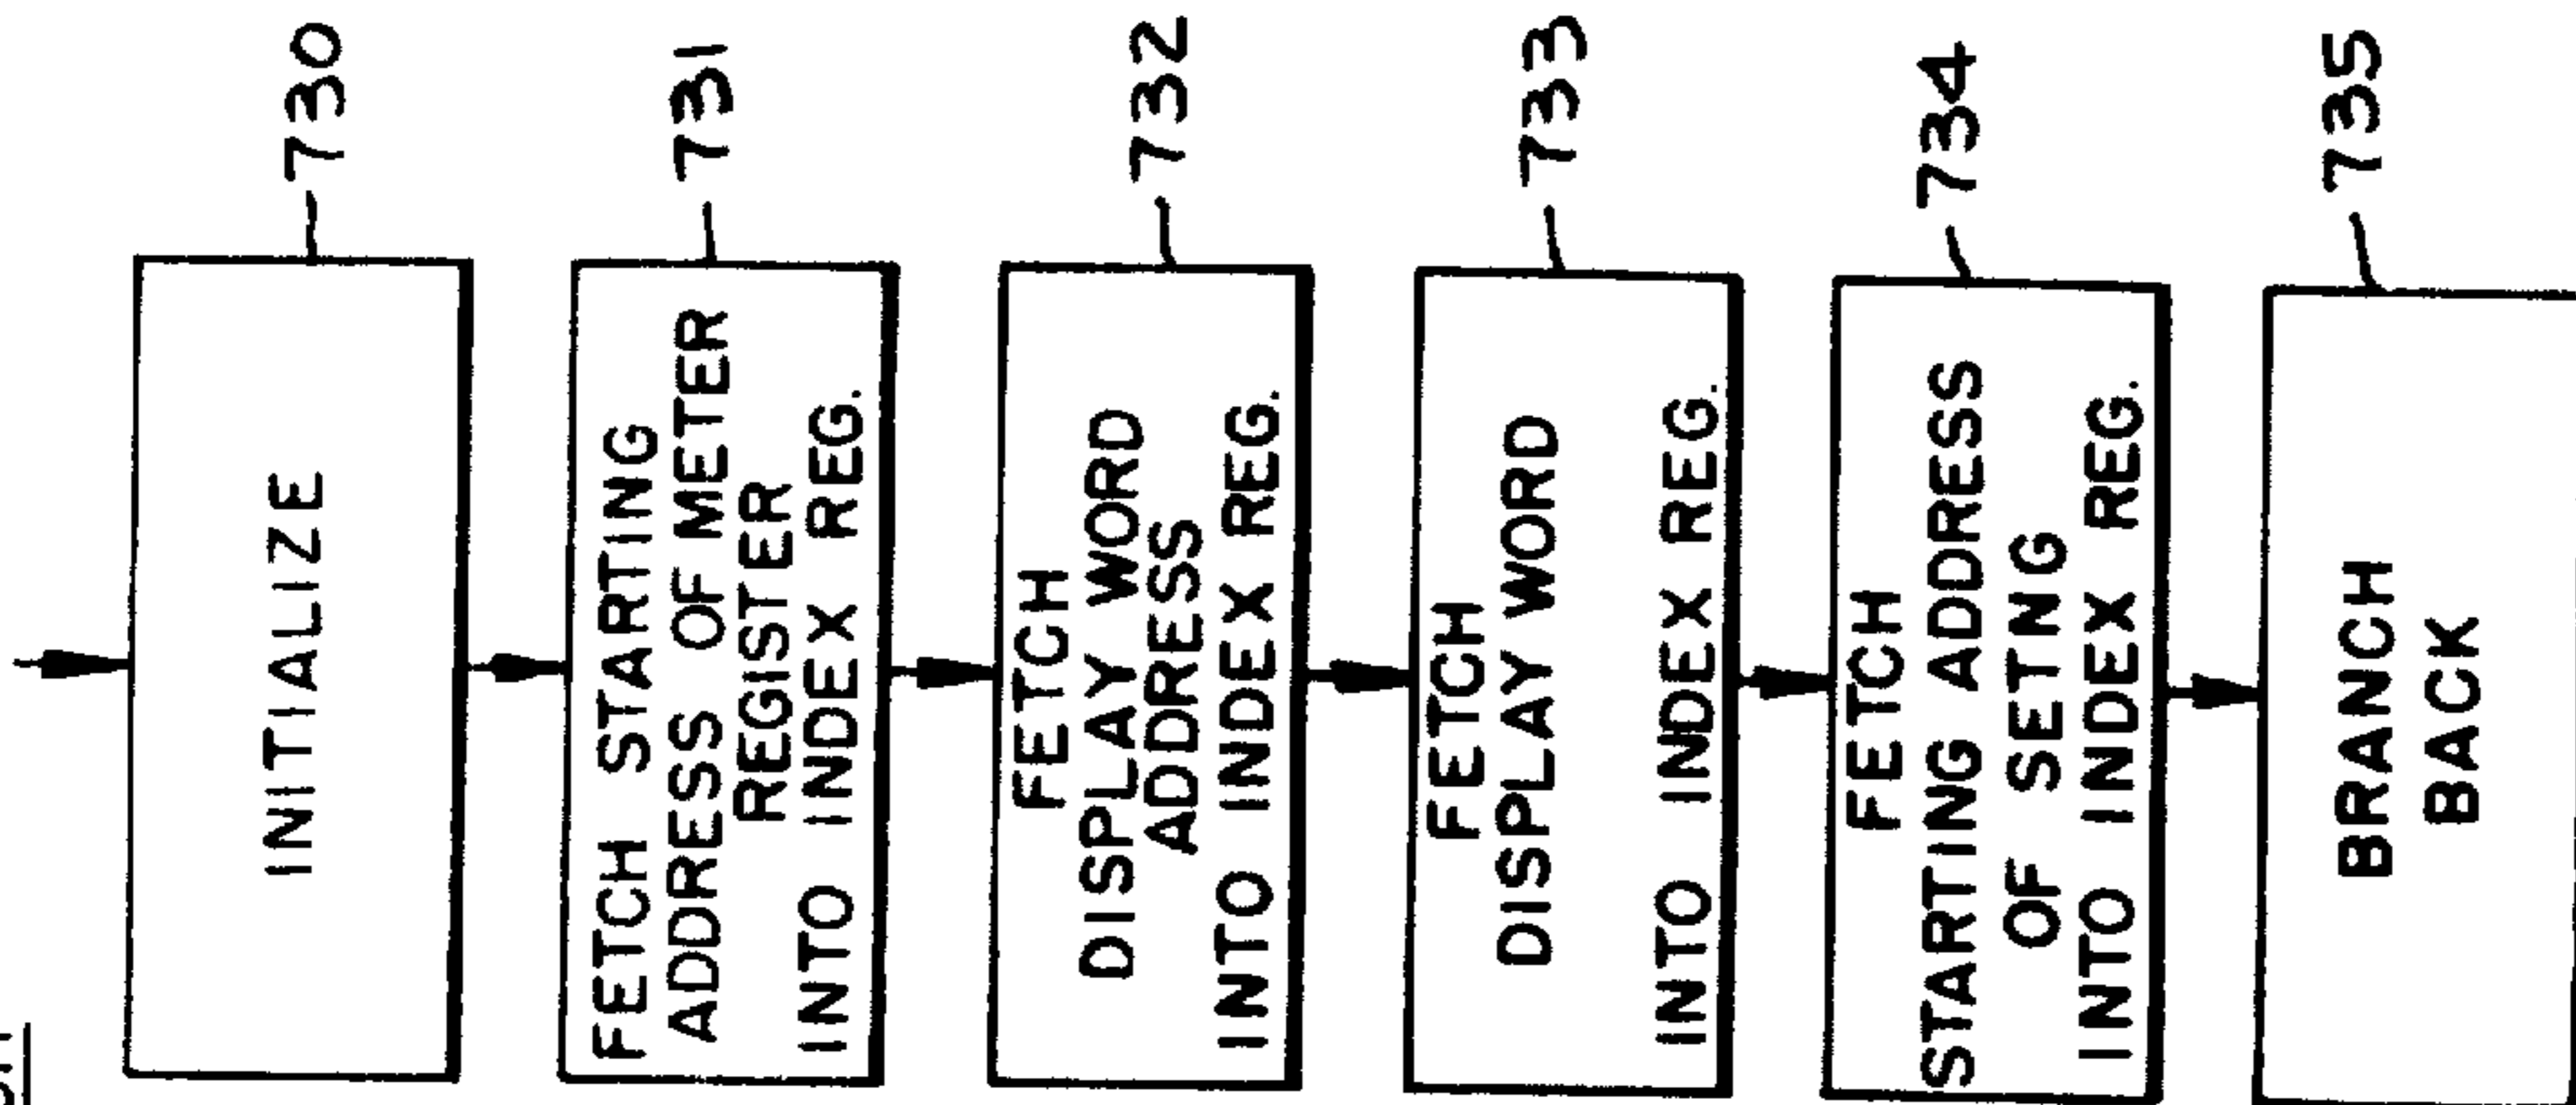 INITIALIZE
730
FETCH STARTING
ADDRESS OF METER
REGISTER
INTO INDEX REG.
731
FETCH
DISPLAY WORD
ADDRESS
INTO INDEX REG.
732
FETCH
DISPLAY WORD
INTO INDEX REG.
733
FETCH
STARTING ADDRESS
OF SETNG
INTO INDEX REG.
734
BRANCH
BACK
735